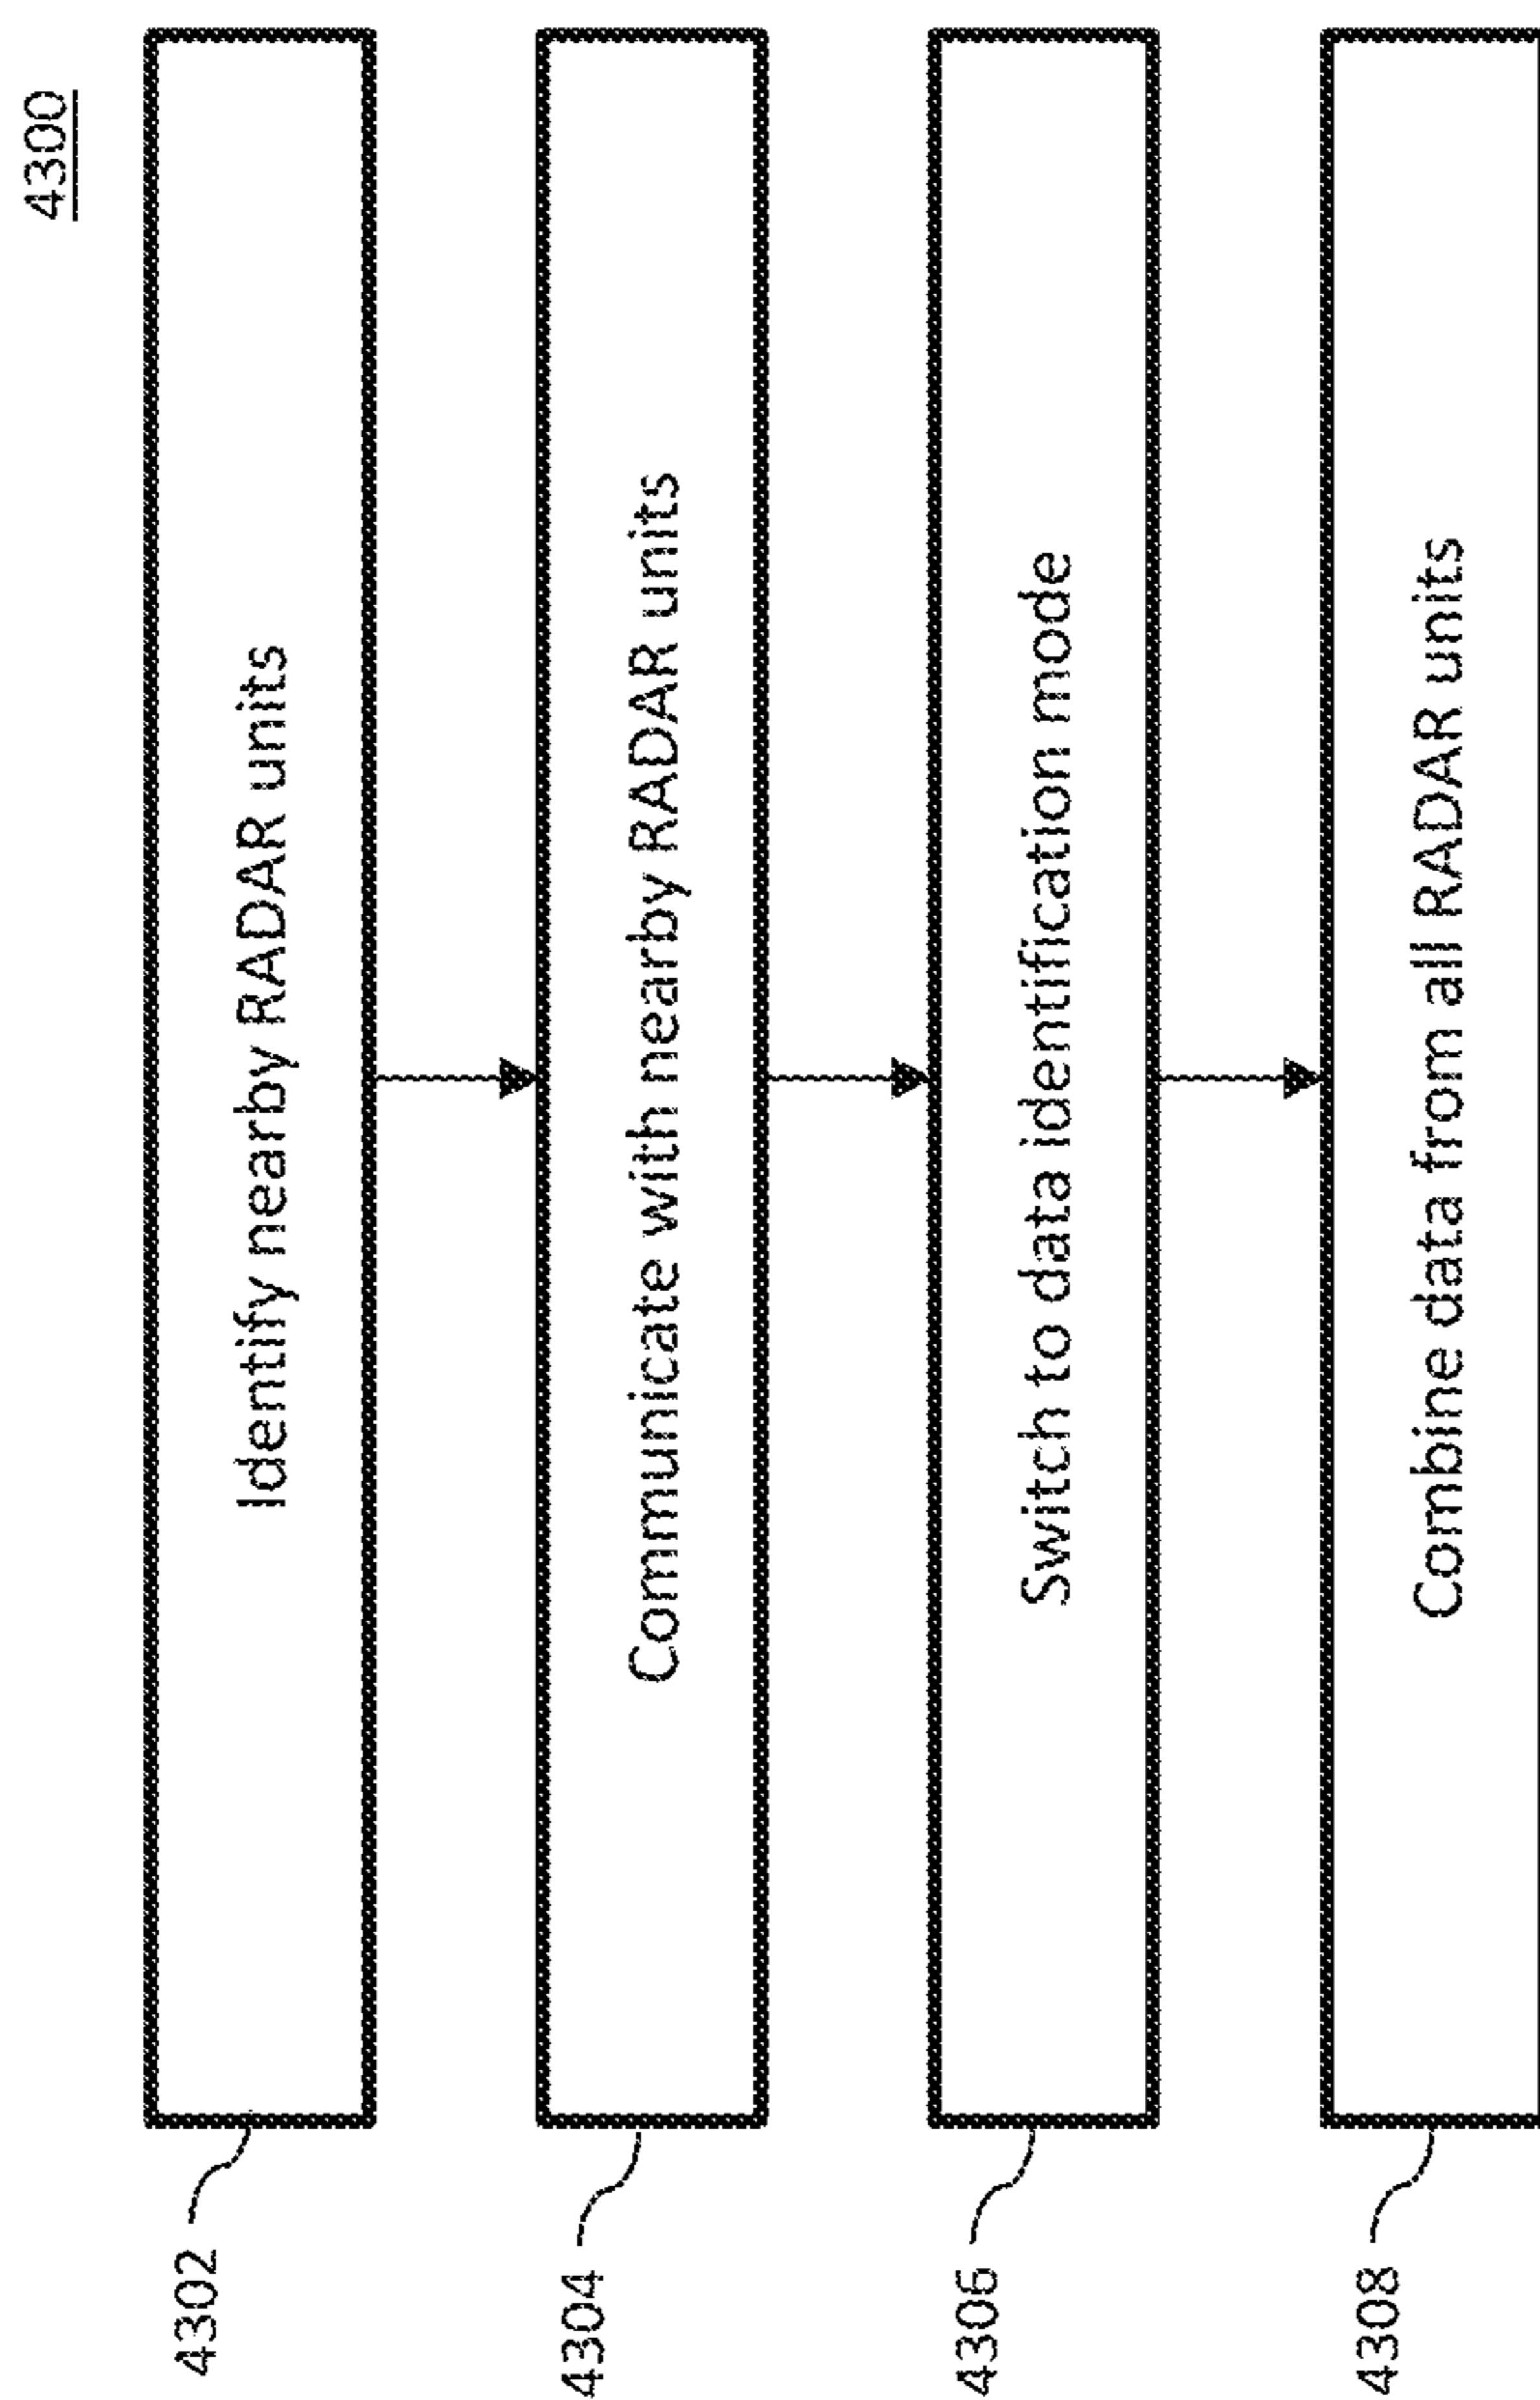 4300
4302
Identify nearby RADAR units
4304
Communicate with nearby RADAR units
4306
Switch to data identification mode
4308
Combine data from all RADAR units